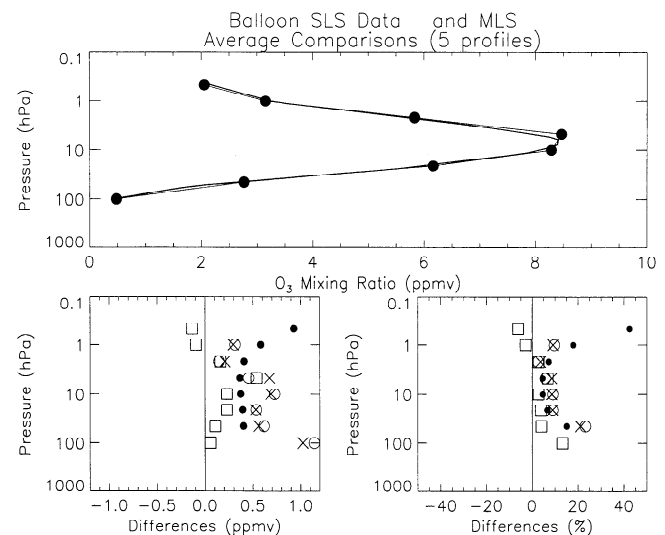 Balloon SLS Data and MLS
Average Comparisons (5 profiles)
Pressure (hPa)
0.1
1
10
100
1000
0 2 4 6 8 10
O3 Mixing Ratio (ppmv)
Pressure (hPa)
0.1
1
10
100
1000
-1.0 -0.5 0.0 0.5 1.0
Differences (ppmv)
Pressure (hPa)
0.1
1
10
100
1000
-40 -20 0 20 40
Differences (%)